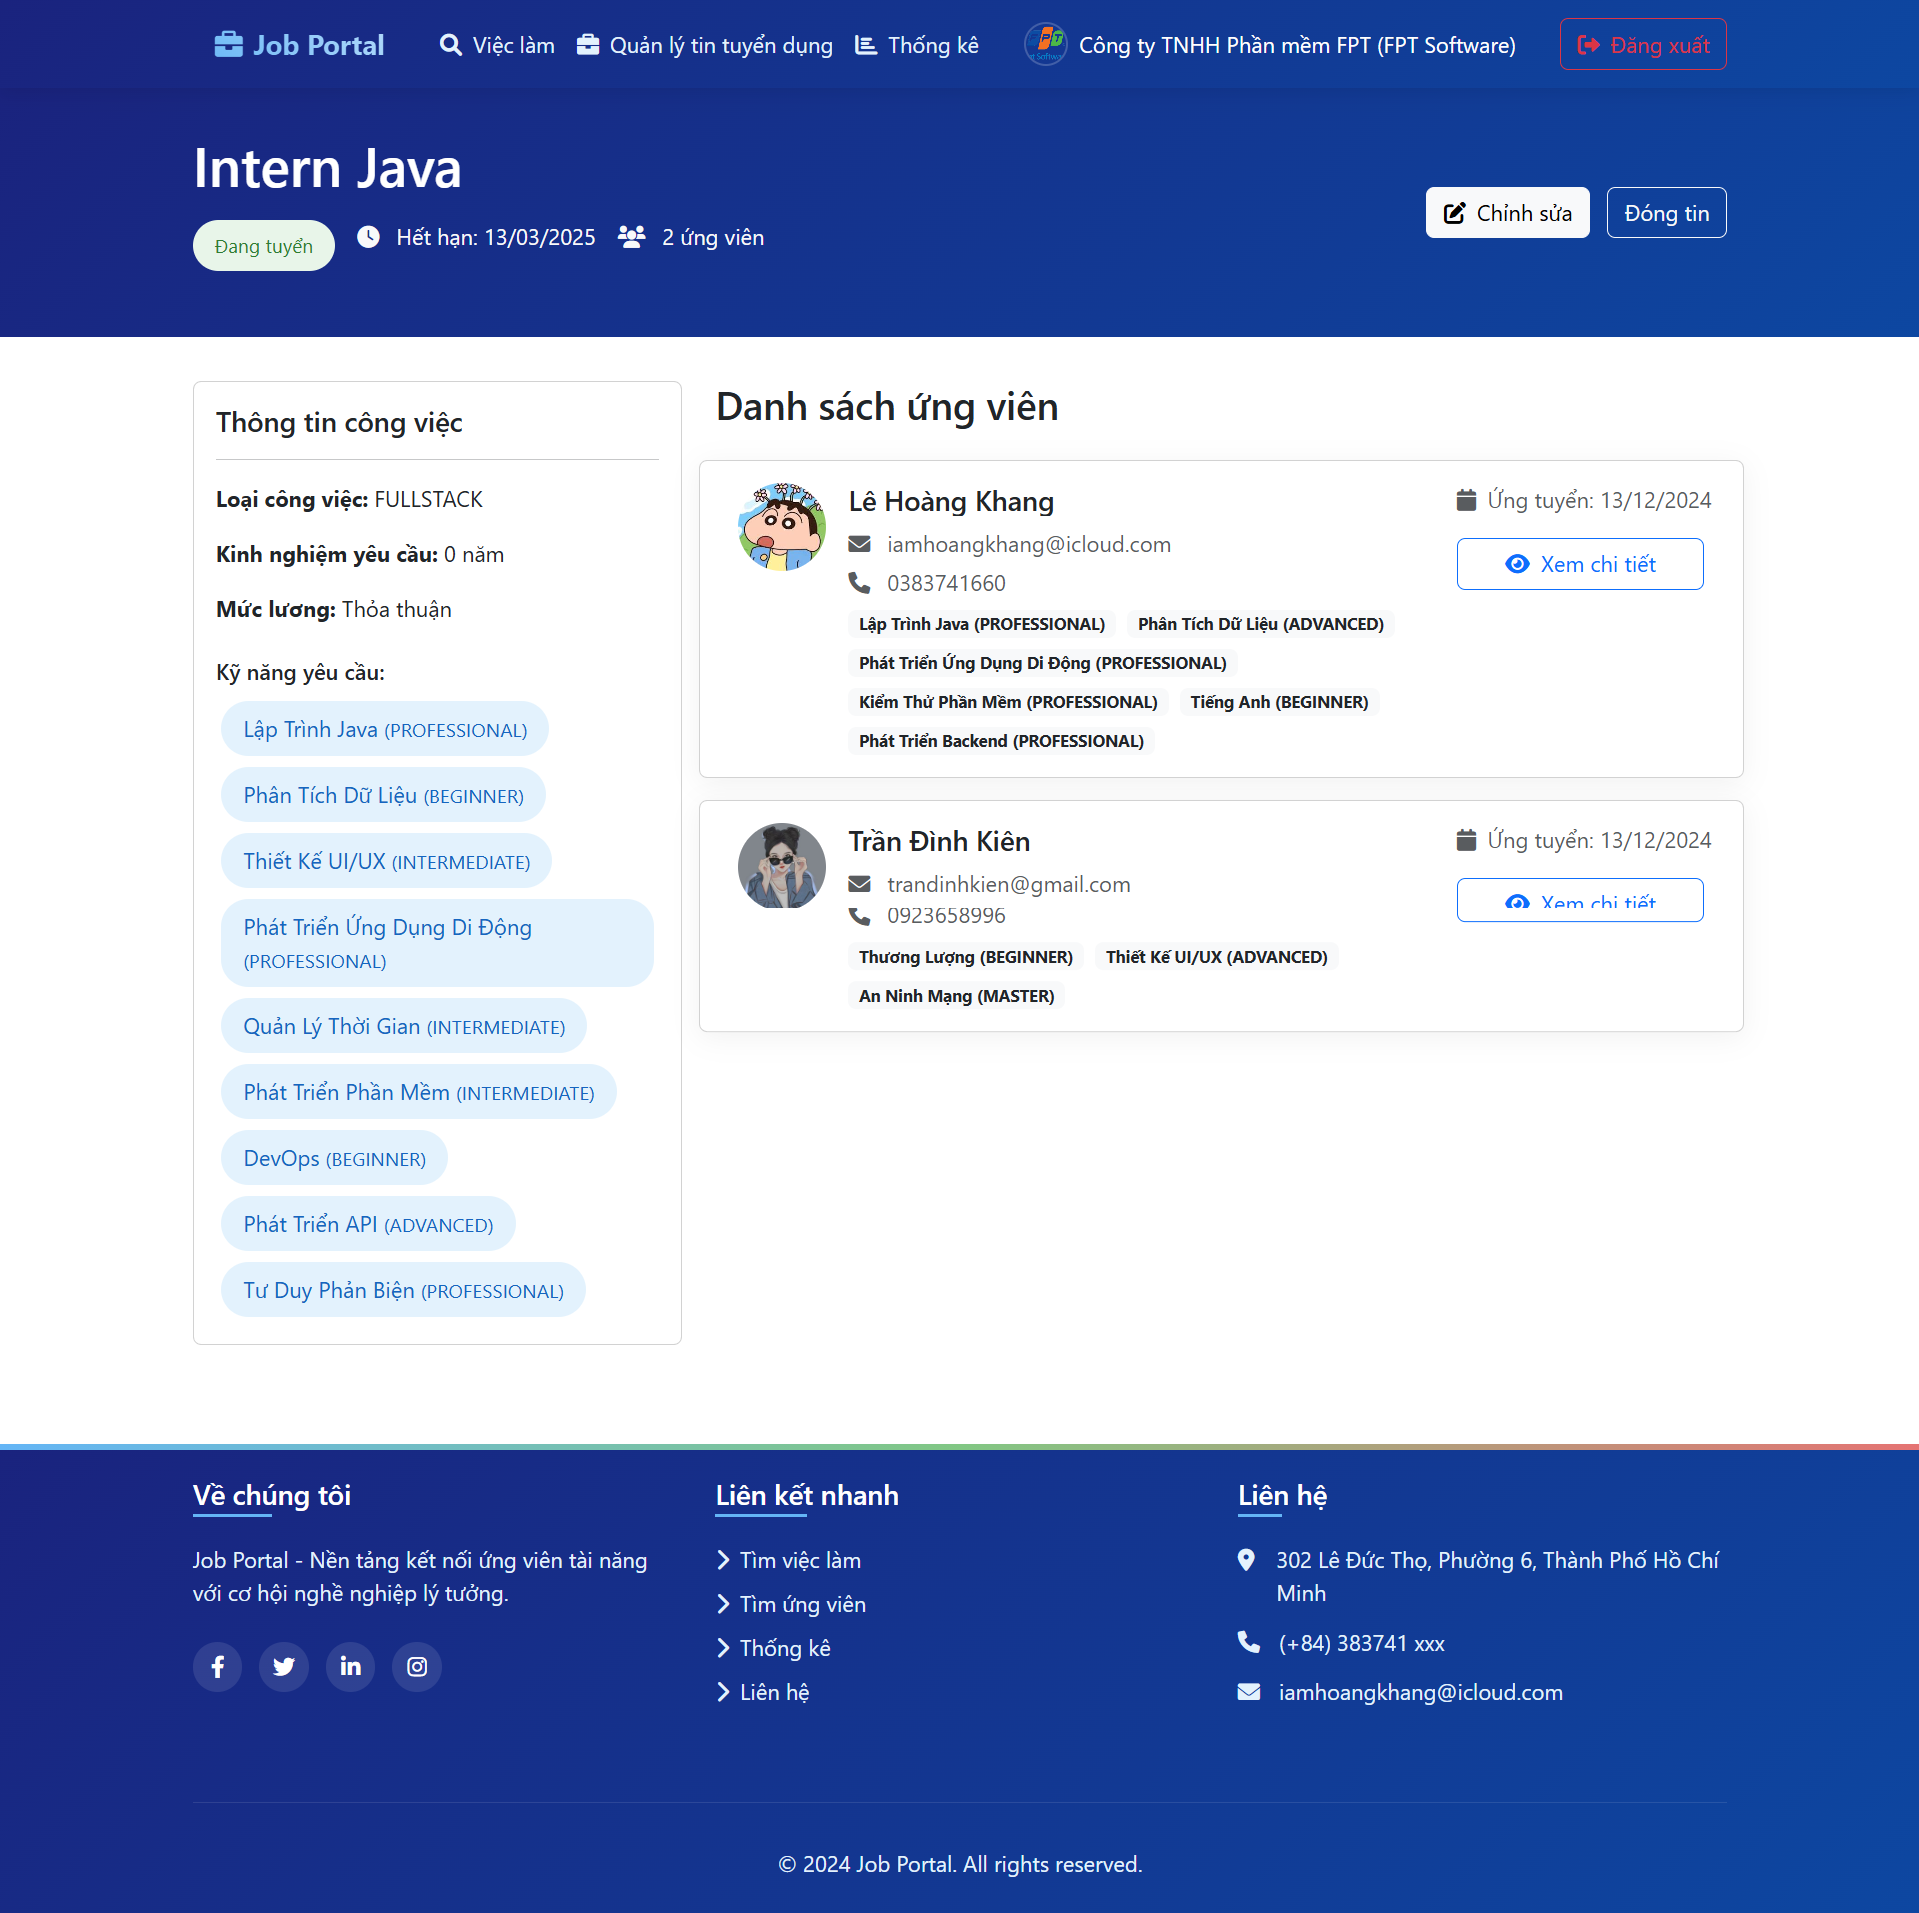 Job Portal
Việc làm
Quản lý tin tuyển dụng
Thống kê
Công ty TNHH Phần mềm FPT (FPT Software)
Đăng xuất
Intern Java
Đang tuyển
Hết hạn: 13/03/2025
2 ứng viên
Chỉnh sửa
Đóng tin
Thông tin công việc
Loại công việc: FULLSTACK
Kinh nghiệm yêu cầu: 0 năm
Mức lương: Thỏa thuận
Kỹ năng yêu cầu:
Lập Trình Java (PROFESSIONAL)
Phân Tích Dữ Liệu (BEGINNER)
Thiết Kế UI/UX (INTERMEDIATE)
Phát Triển Ứng Dụng Di Động
(PROFESSIONAL)
Quản Lý Thời Gian (INTERMEDIATE)
Phát Triển Phần Mềm (INTERMEDIATE)
DevOps (BEGINNER)
Phát Triển API (ADVANCED)
Tư Duy Phản Biện (PROFESSIONAL)
Danh sách ứng viên
Lê Hoàng Khang
iamhoangkhang@icloud.com
0383741660
Lập Trình Java (PROFESSIONAL)
Phân Tích Dữ Liệu (ADVANCED)
Phát Triển Ứng Dụng Di Động (PROFESSIONAL)
Kiểm Thử Phần Mềm (PROFESSIONAL)
Tiếng Anh (BEGINNER)
Phát Triển Backend (PROFESSIONAL)
Ứng tuyển: 13/12/2024
Xem chi tiết
Trần Đình Kiên
trandinhkien@gmail.com
0923658996
Thương Lượng (BEGINNER)
Thiết Kế UI/UX (ADVANCED)
An Ninh Mạng (MASTER)
Ứng tuyển: 13/12/2024
Xem chi tiết
Về chúng tôi
Job Portal - Nền tảng kết nối ứng viên tài năng
với cơ hội nghề nghiệp lý tưởng.
Liên kết nhanh
Tìm việc làm
Tìm ứng viên
Thống kê
Liên hệ
Liên hệ
302 Lê Đức Thọ, Phường 6, Thành Phố Hồ Chí
Minh
(+84) 383741 xxx
iamhoangkhang@icloud.com
© 2024 Job Portal. All rights reserved.